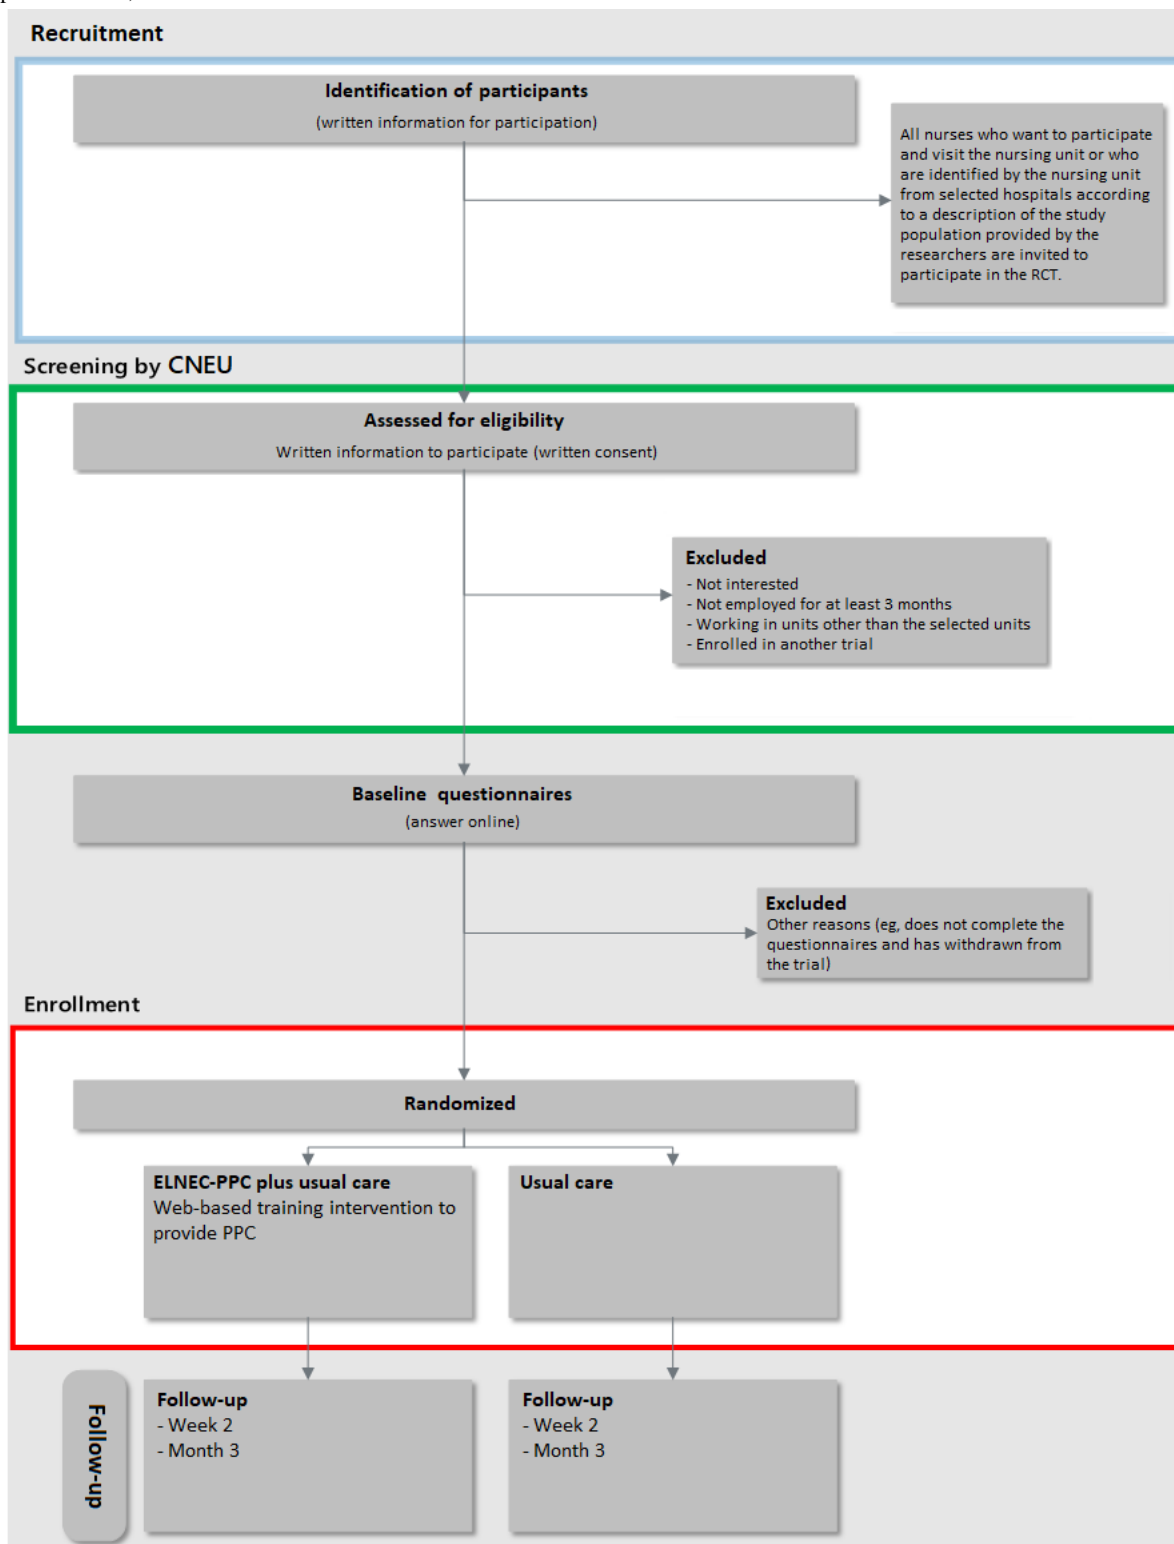 Recruitment
Identification of participants
(written information for participation)
All nurses who want to participate
and visit the nursing unit or who
are identified by the nursing unit
from selected hospitals according
to a description of the study
population provided by the
researchers are invited to
participate in the RCT.
Screening by CNEU
Assessed for eligibility
Written information to participate (written consent)
Excluded
- Not interested
- Not employed for at least 3 months
- Working in units other than the selected units
- Enrolled in another trial
Baseline questionnaires
(answer online)
Excluded
Other reasons (eg, does not complete the
questionnaires and has withdrawn from
the trial)
Enrollment
Randomized
ELNEC-PPC plus usual care
Web-based training intervention to
provide PPC
Usual care
Follow-up
Follow-up
- Week 2
- Month 3
Follow-up
- Week 2
- Month 3